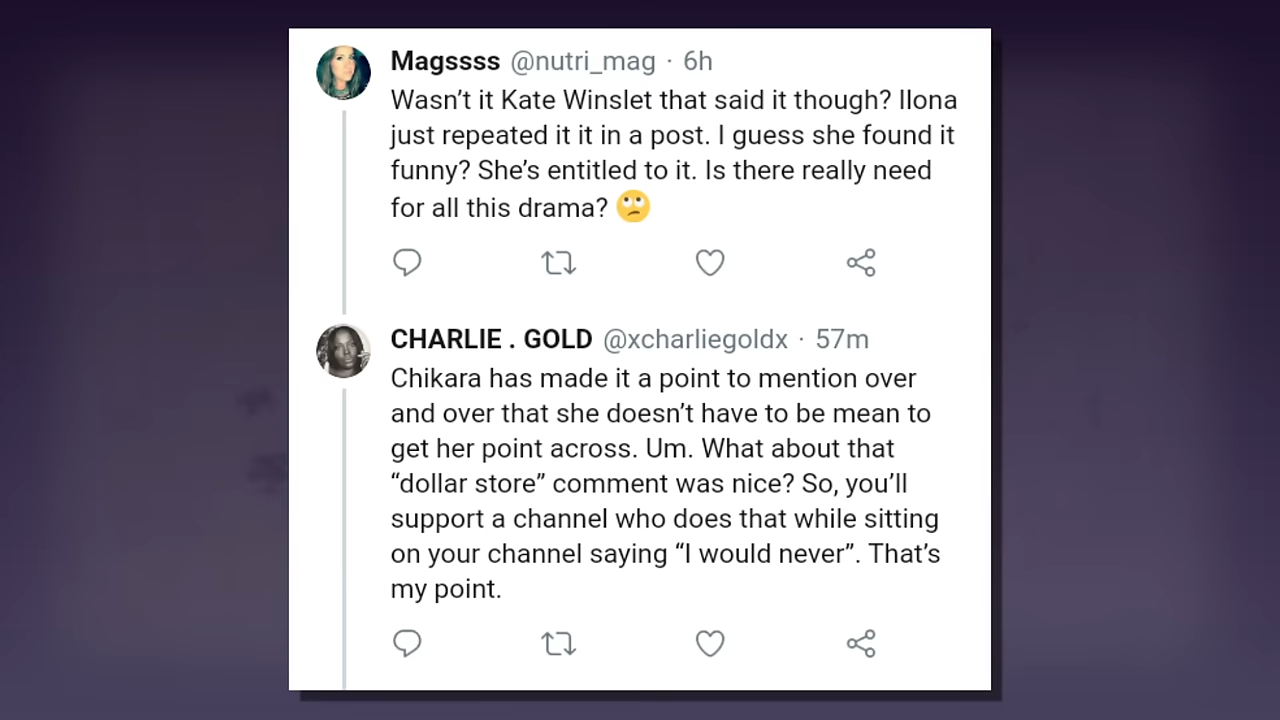 Magssss @nutri_mag · 6h
Wasn’t it Kate Winslet that said it though? Ilona
just repeated it it in a post. I guess she found it
funny? She’s entitled to it. Is there really need
for all this drama? 🙄
CHARLIE . GOLD @xcharliegoldx · 57m
Chikara has made it a point to mention over
and over that she doesn’t have to be mean to
get her point across. Um. What about that
“dollar store” comment was nice? So, you’ll
support a channel who does that while sitting
on your channel saying “I would never”. That’s
my point.